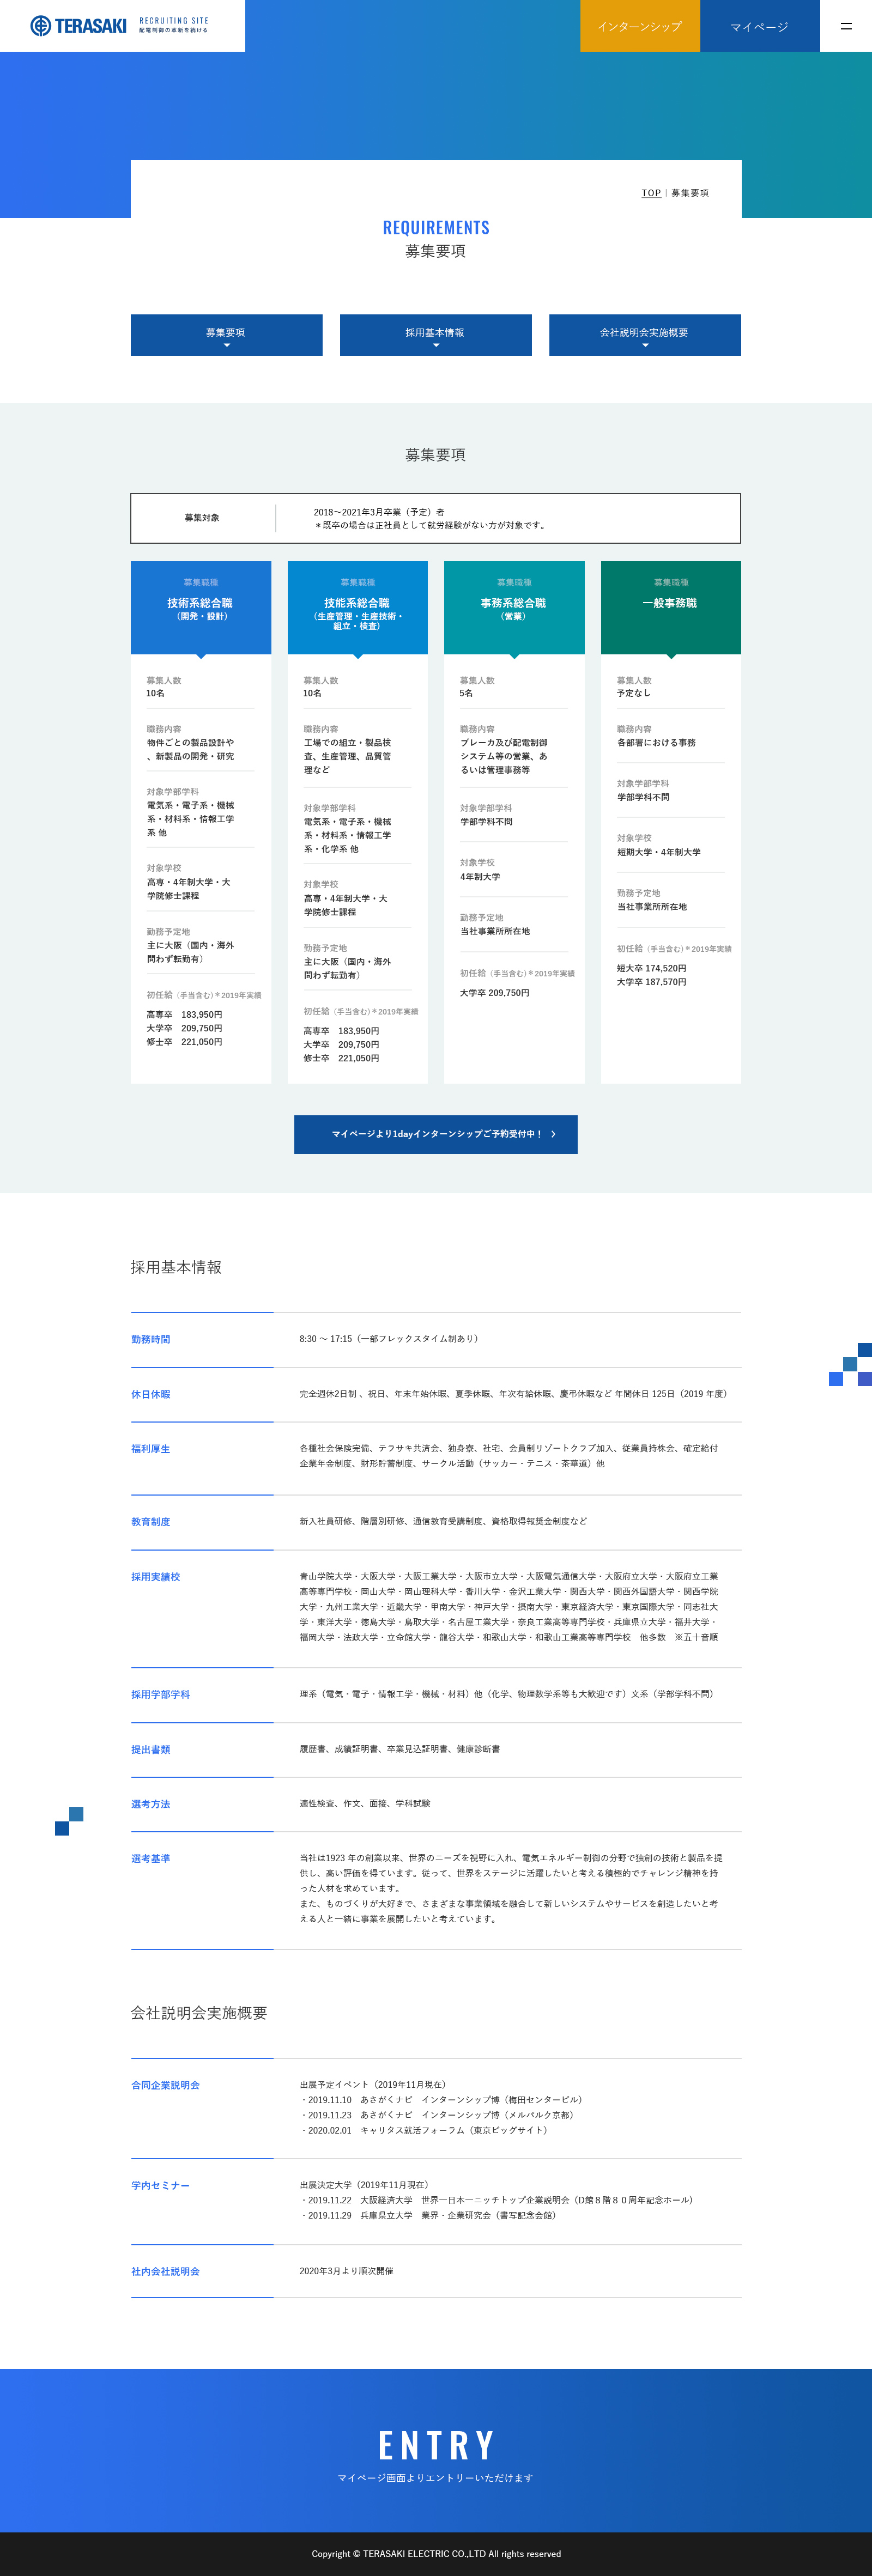 TERASAKI
RECRUITING SITE
配電制御の革新を続ける
インターンシップ
マイページ
TOP｜募集要項
REQUIREMENTS
募集要項
募集要項
採用基本情報
会社説明会実施概要
募集要項
募集対象
2018〜2021年3月卒業（予定）者
＊既卒の場合は正社員として就労経験がない方が対象です。
募集職種
技術系総合職
（開発・設計）
募集人数
10名
職務内容
物件ごとの製品設計や
、新製品の開発・研究
対象学部学科
電気系・電子系・機械
系・材料系・情報工学
系 他
対象学校
高専・4年制大学・大
学院修士課程
勤務予定地
主に大阪（国内・海外
問わず転勤有）
初任給（手当含む）＊2019年実績
高専卒　183,950円
大学卒　209,750円
修士卒　221,050円
募集職種
技能系総合職
（生産管理・生産技術・
組立・検査）
募集人数
10名
職務内容
工場での組立・製品検
査、生産管理、品質管
理など
対象学部学科
電気系・電子系・機械
系・材料系・情報工学
系・化学系 他
対象学校
高専・4年制大学・大
学院修士課程
勤務予定地
主に大阪（国内・海外
問わず転勤有）
初任給（手当含む）＊2019年実績
高専卒　183,950円
大学卒　209,750円
修士卒　221,050円
募集職種
事務系総合職
（営業）
募集人数
5名
職務内容
ブレーカ及び配電制御
システム等の営業、あ
るいは管理事務等
対象学部学科
学部学科不問
対象学校
4年制大学
勤務予定地
当社事業所所在地
初任給（手当含む）＊2019年実績
大学卒 209,750円
募集職種
一般事務職
募集人数
予定なし
職務内容
各部署における事務
対象学部学科
学部学科不問
対象学校
短期大学・4年制大学
勤務予定地
当社事業所所在地
初任給（手当含む）＊2019年実績
短大卒 174,520円
大学卒 187,570円
マイページより1dayインターンシップご予約受付中！
採用基本情報
勤務時間
8:30 〜 17:15（一部フレックスタイム制あり）
休日休暇
完全週休2日制 、祝日、年末年始休暇、夏季休暇、年次有給休暇、慶弔休暇など 年間休日 125日（2019 年度）
福利厚生
各種社会保険完備、テラサキ共済会、独身寮、社宅、会員制リゾートクラブ加入、従業員持株会、確定給付
企業年金制度、財形貯蓄制度、サークル活動（サッカー・テニス・茶華道）他
教育制度
新入社員研修、階層別研修、通信教育受講制度、資格取得報奨金制度など
採用実績校
青山学院大学・大阪大学・大阪工業大学・大阪市立大学・大阪電気通信大学・大阪府立大学・大阪府立工業
高等専門学校・岡山大学・岡山理科大学・香川大学・金沢工業大学・関西大学・関西外国語大学・関西学院
大学・九州工業大学・近畿大学・甲南大学・神戸大学・摂南大学・東京経済大学・東京国際大学・同志社大
学・東洋大学・徳島大学・鳥取大学・名古屋工業大学・奈良工業高等専門学校・兵庫県立大学・福井大学・
福岡大学・法政大学・立命館大学・龍谷大学・和歌山大学・和歌山工業高等専門学校　他多数　※五十音順
採用学部学科
理系（電気・電子・情報工学・機械・材料）他（化学、物理数学系等も大歓迎です）文系（学部学科不問）
提出書類
履歴書、成績証明書、卒業見込証明書、健康診断書
選考方法
適性検査、作文、面接、学科試験
選考基準
当社は1923 年の創業以来、世界のニーズを視野に入れ、電気エネルギー制御の分野で独創の技術と製品を提
供し、高い評価を得ています。従って、世界をステージに活躍したいと考える積極的でチャレンジ精神を持
った人材を求めています。
また、ものづくりが大好きで、さまざまな事業領域を融合して新しいシステムやサービスを創造したいと考
える人と一緒に事業を展開したいと考えています。
会社説明会実施概要
合同企業説明会
出展予定イベント（2019年11月現在）
・2019.11.10　あさがくナビ　インターンシップ博（梅田センタービル）
・2019.11.23　あさがくナビ　インターンシップ博（メルパルク京都）
・2020.02.01　キャリタス就活フォーラム（東京ビッグサイト）
学内セミナー
出展決定大学（2019年11月現在）
・2019.11.22　大阪経済大学　世界―日本―ニッチトップ企業説明会（D館８階８０周年記念ホール）
・2019.11.29　兵庫県立大学　業界・企業研究会（書写記念会館）
社内会社説明会
2020年3月より順次開催
ENTRY
マイページ画面よりエントリーいただけます
Copyright © TERASAKI ELECTRIC CO.,LTD All rights reserved